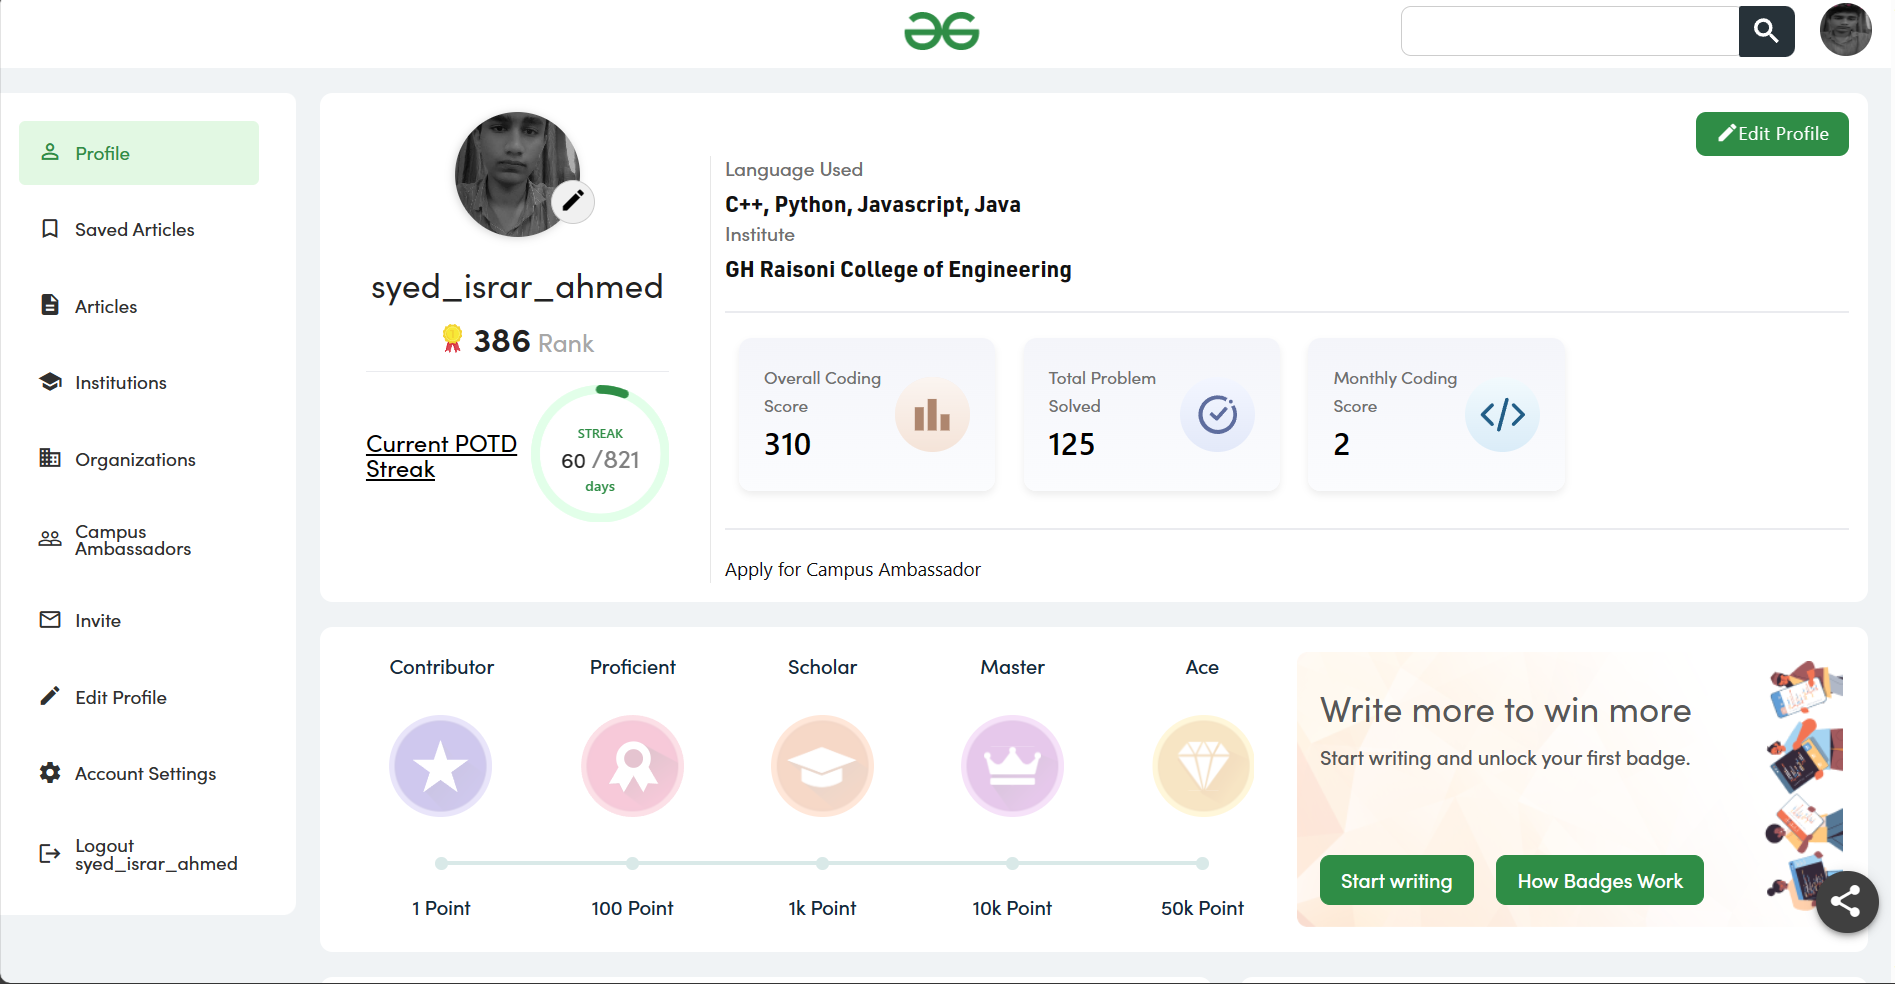 Profile
Saved Articles
Articles
Institutions
Organizations
Campus
Ambassadors
Invite
Edit Profile
Account Settings
Logout
syed_israr_ahmed
syed_israr_ahmed
386 Rank
Current POTD
Streak
STREAK
60 /821
days
Edit Profile
Language Used
C++, Python, Javascript, Java
Institute
GH Raisoni College of Engineering
Overall Coding
Score
310
Total Problem
Solved
125
Monthly Coding
Score
2
Apply for Campus Ambassador
Contributor
Proficient
Scholar
Master
Ace
1 Point
100 Point
1k Point
10k Point
50k Point
Write more to win more
Start writing and unlock your first badge.
Start writing
How Badges Work